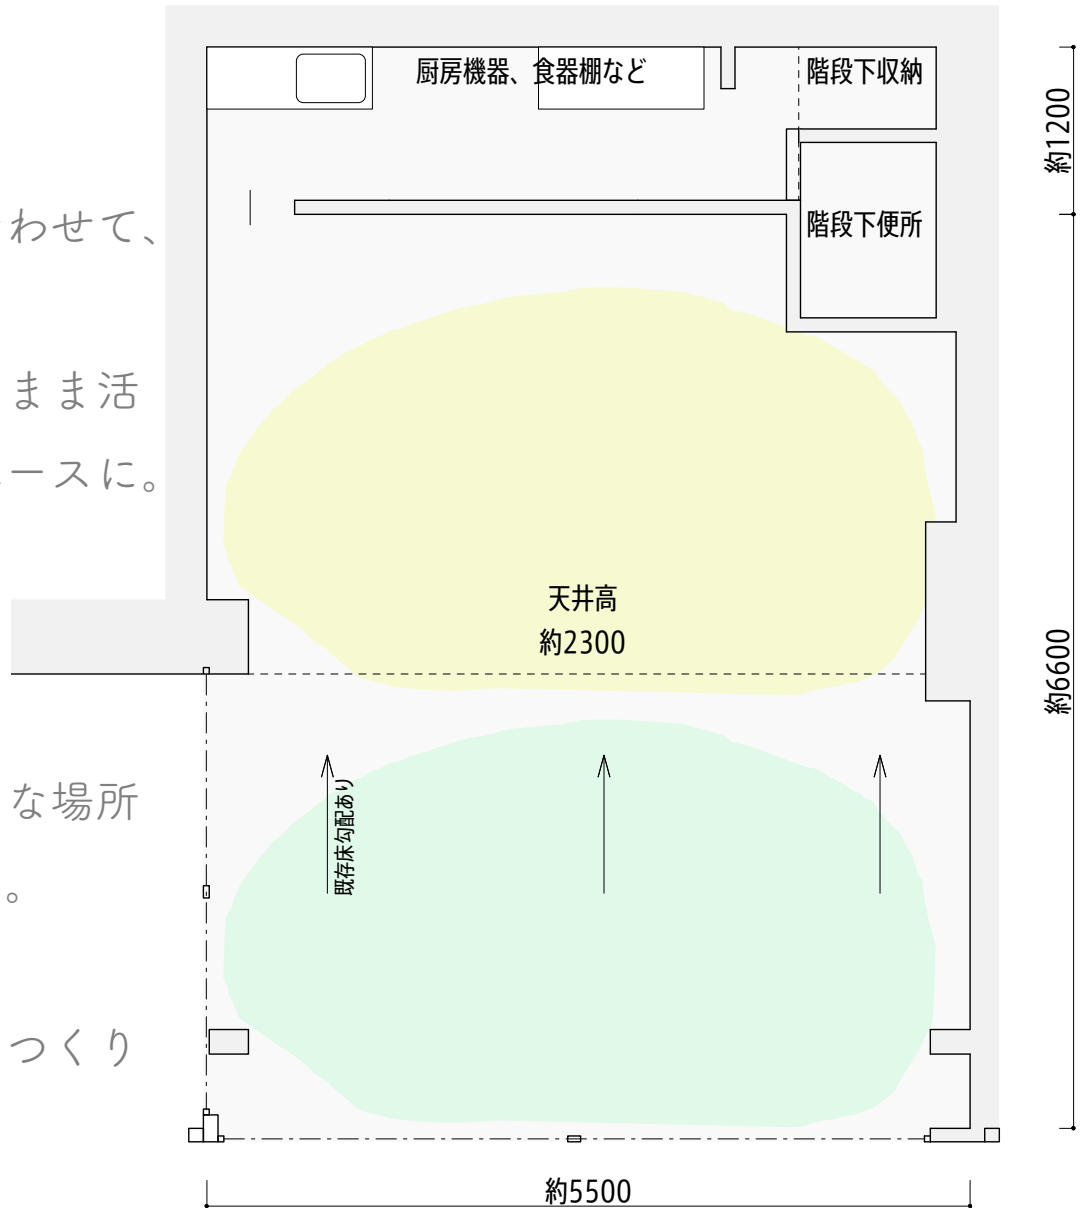 厨房機器、食器棚など
階段下収納
約1200
わせて、
階段下便所
まま活
ースに。
天井高
約2300
約6600
な場所
既存床勾配あり
。
つくり
約5500